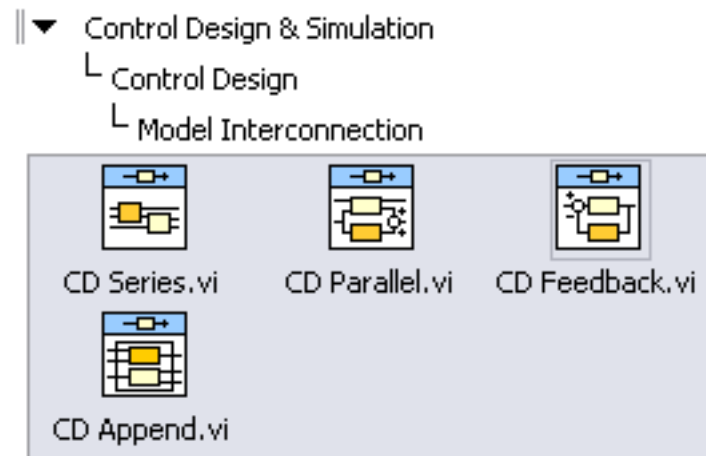 Control Design & Simulation
Control Design
Model Interconnection
CD Series.vi CD Parallel.vi CD Feedback.vi
CD Append.vi